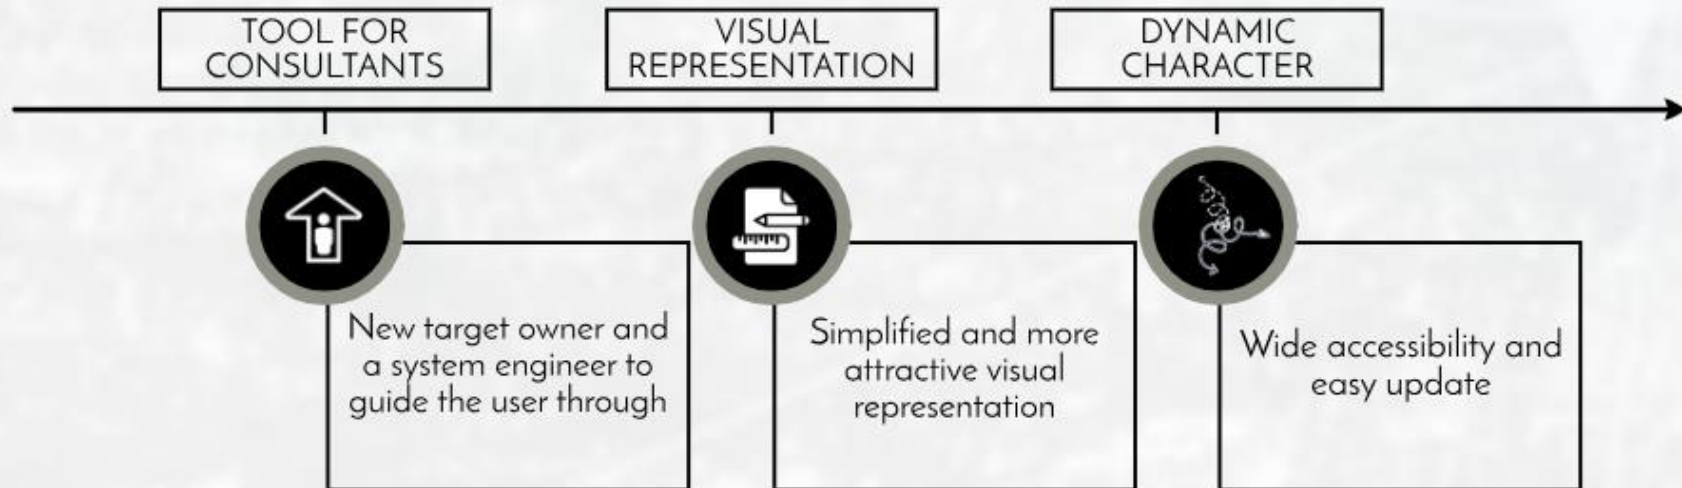 TOOL FOR
CONSULTANTS
VISUAL
REPRESENTATION
DYNAMIC
CHARACTER
New target owner and
a system engineer to
guide the user through
Simplified and more
attractive visual
representation
Wide accessibility and
easy update